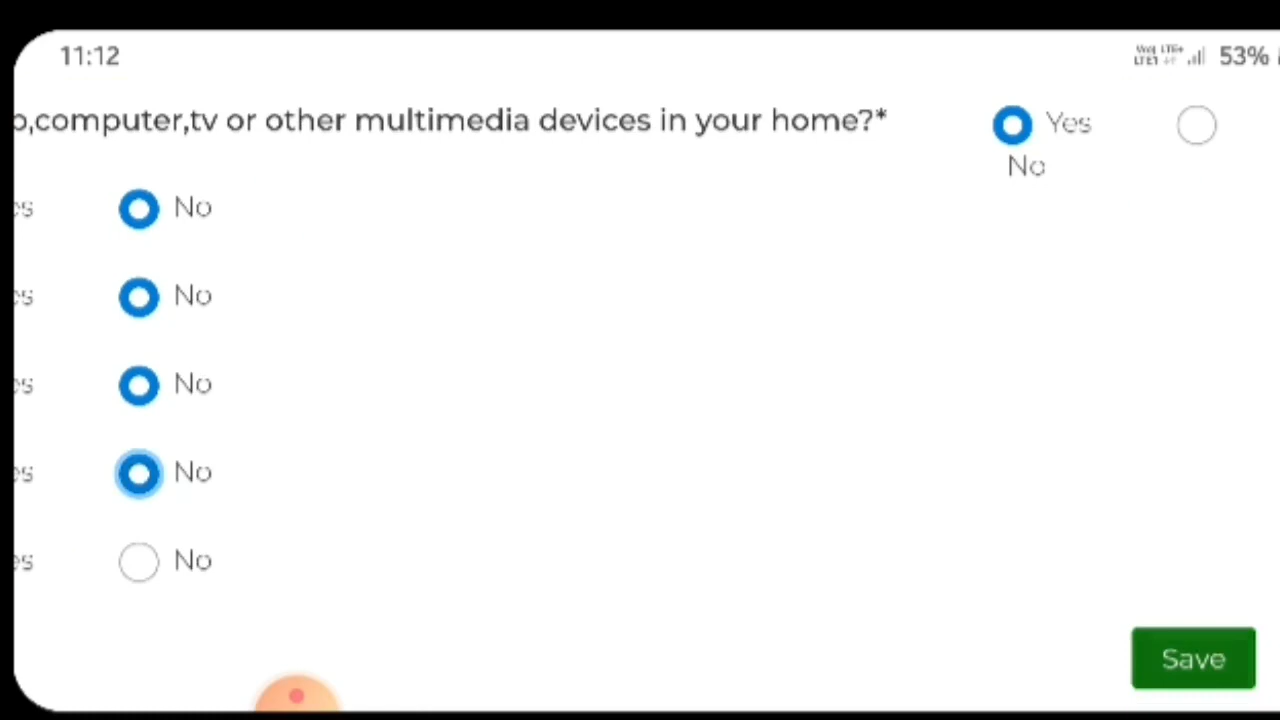 11:12 53%
,computer,tv or other multimedia devices in your home?* Yes
No
No
No
No
No
No
Save